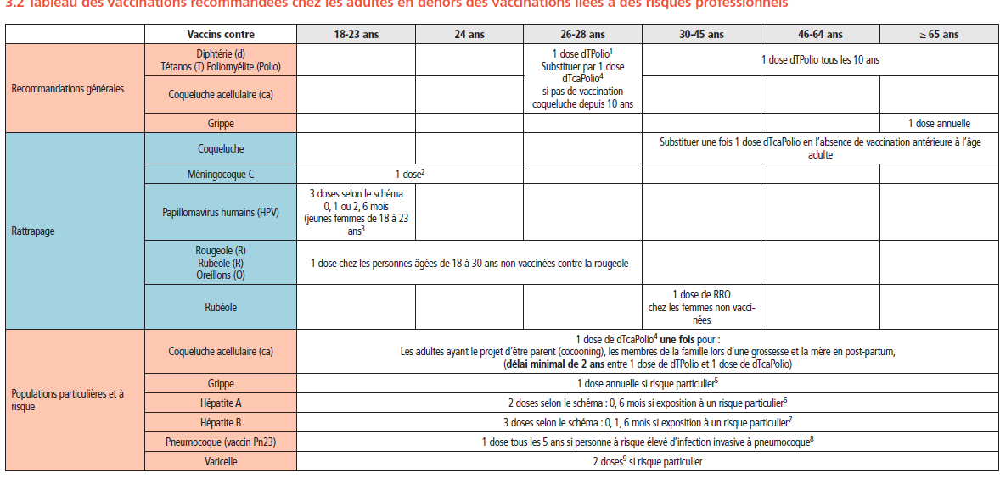 3.2 Tableau des vaccinations recommandées chez les adultes en dehors des vaccinations liées à des risques professionnels
Vaccins contre 18-23 ans 24 ans 26-28 ans 30-45 ans 46-64 ans ≥ 65 ans
Recommandations générales
Diphtérie (d)
Tétanos (T) Poliomyélite (Polio)
1 dose dTPolio¹
Substituer par 1 dose
dTcaPolio⁴
si pas de vaccination
coqueluche depuis 10 ans
1 dose dTPolio tous les 10 ans
Coqueluche acellulaire (ca)
Grippe
1 dose annuelle
Rattrapage
Coqueluche
Substituer une fois 1 dose dTcaPolio en l’absence de vaccination antérieure à l’âge
adulte
Méningocoque C
1 dose²
Papillomavirus humains (HPV)
3 doses selon le schéma
0, 1 ou 2, 6 mois
(jeunes femmes de 18 à 23
ans³
Rougeole (R)
Rubéole (R)
Oreillons (O)
1 dose chez les personnes âgées de 18 à 30 ans non vaccinées contre la rougeole
Rubéole
1 dose de RRO
chez les femmes non vacci-
nées
Populations particulières et à
risque
Coqueluche acellulaire (ca)
1 dose de dTcaPolio⁴ une fois pour :
Les adultes ayant le projet d’être parent (cocooning), les membres de la famille lors d’une grossesse et la mère en post-partum,
(délai minimal de 2 ans entre 1 dose de dTPolio et 1 dose de dTcaPolio)
Grippe
1 dose annuelle si risque particulier⁵
Hépatite A
2 doses selon le schéma : 0, 6 mois si exposition à un risque particulier⁶
Hépatite B
3 doses selon le schéma : 0, 1, 6 mois si exposition à un risque particulier⁷
Pneumocoque (vaccin Pn23)
1 dose tous les 5 ans si personne à risque élevé d’infection invasive à pneumocoque⁸
Varicelle
2 doses⁹ si risque particulier